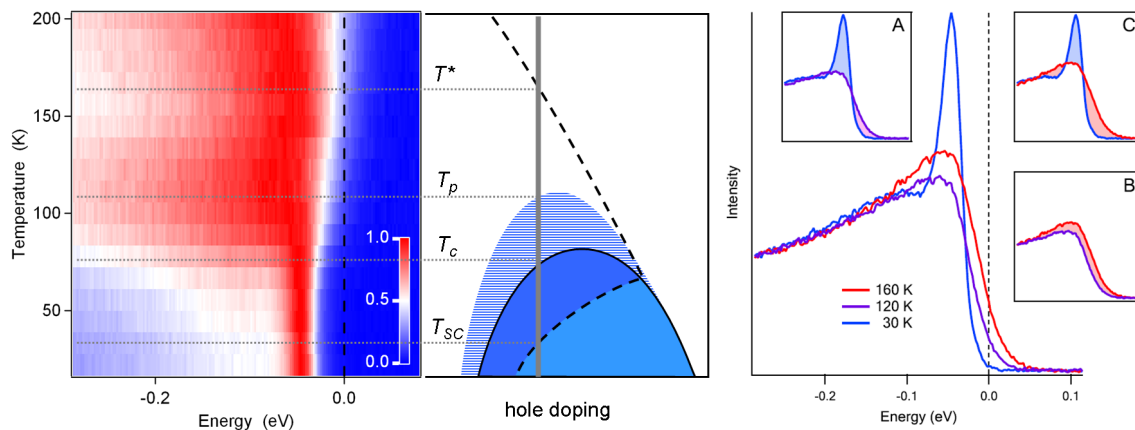 200
150
100
50
Temperature (K)
-0.2
0.0
Energy (eV)
1.0
0.5
0.0
T*
Tp
Tc
TSC
hole doping
Intensity
A
C
B
160 K
120 K
30 K
-0.2
-0.1
0.0
0.1
Energy (eV)